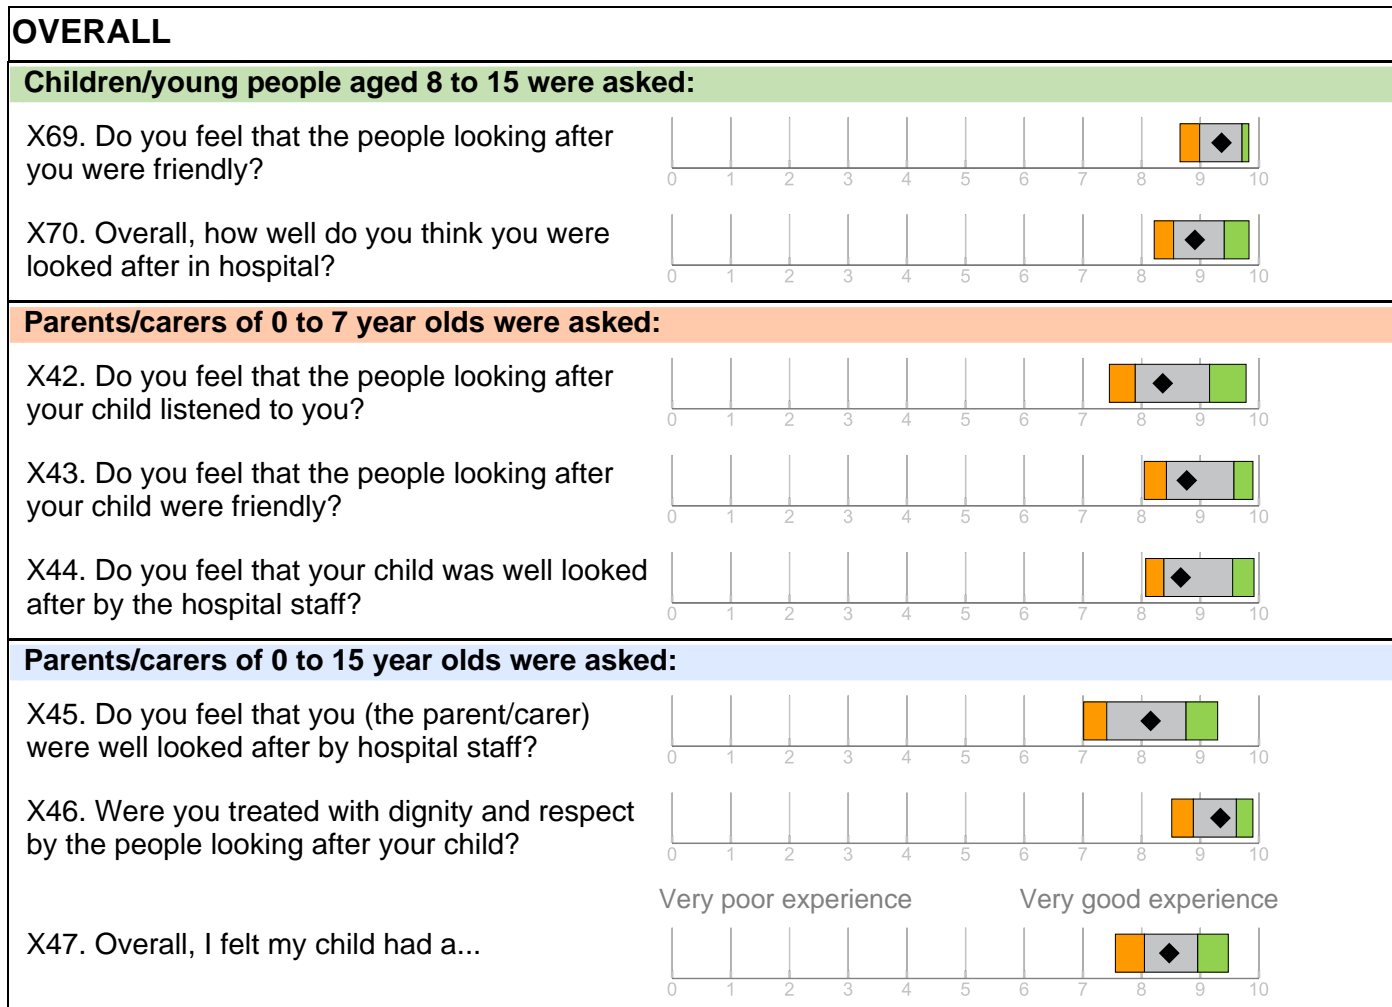 OVERALL
Children/young people aged 8 to 15 were asked:
X69. Do you feel that the people looking after
you were friendly?
0 1 2 3 4 5 6 7 8 9 10
X70. Overall, how well do you think you were
looked after in hospital?
0 1 2 3 4 5 6 7 8 9 10
Parents/carers of 0 to 7 year olds were asked:
X42. Do you feel that the people looking after
your child listened to you?
0 1 2 3 4 5 6 7 8 9 10
X43. Do you feel that the people looking after
your child were friendly?
0 1 2 3 4 5 6 7 8 9 10
X44. Do you feel that your child was well looked
after by the hospital staff?
0 1 2 3 4 5 6 7 8 9 10
Parents/carers of 0 to 15 year olds were asked:
X45. Do you feel that you (the parent/carer)
were well looked after by hospital staff?
0 1 2 3 4 5 6 7 8 9 10
X46. Were you treated with dignity and respect
by the people looking after your child?
0 1 2 3 4 5 6 7 8 9 10
Very poor experience Very good experience
X47. Overall, I felt my child had a...
0 1 2 3 4 5 6 7 8 9 10